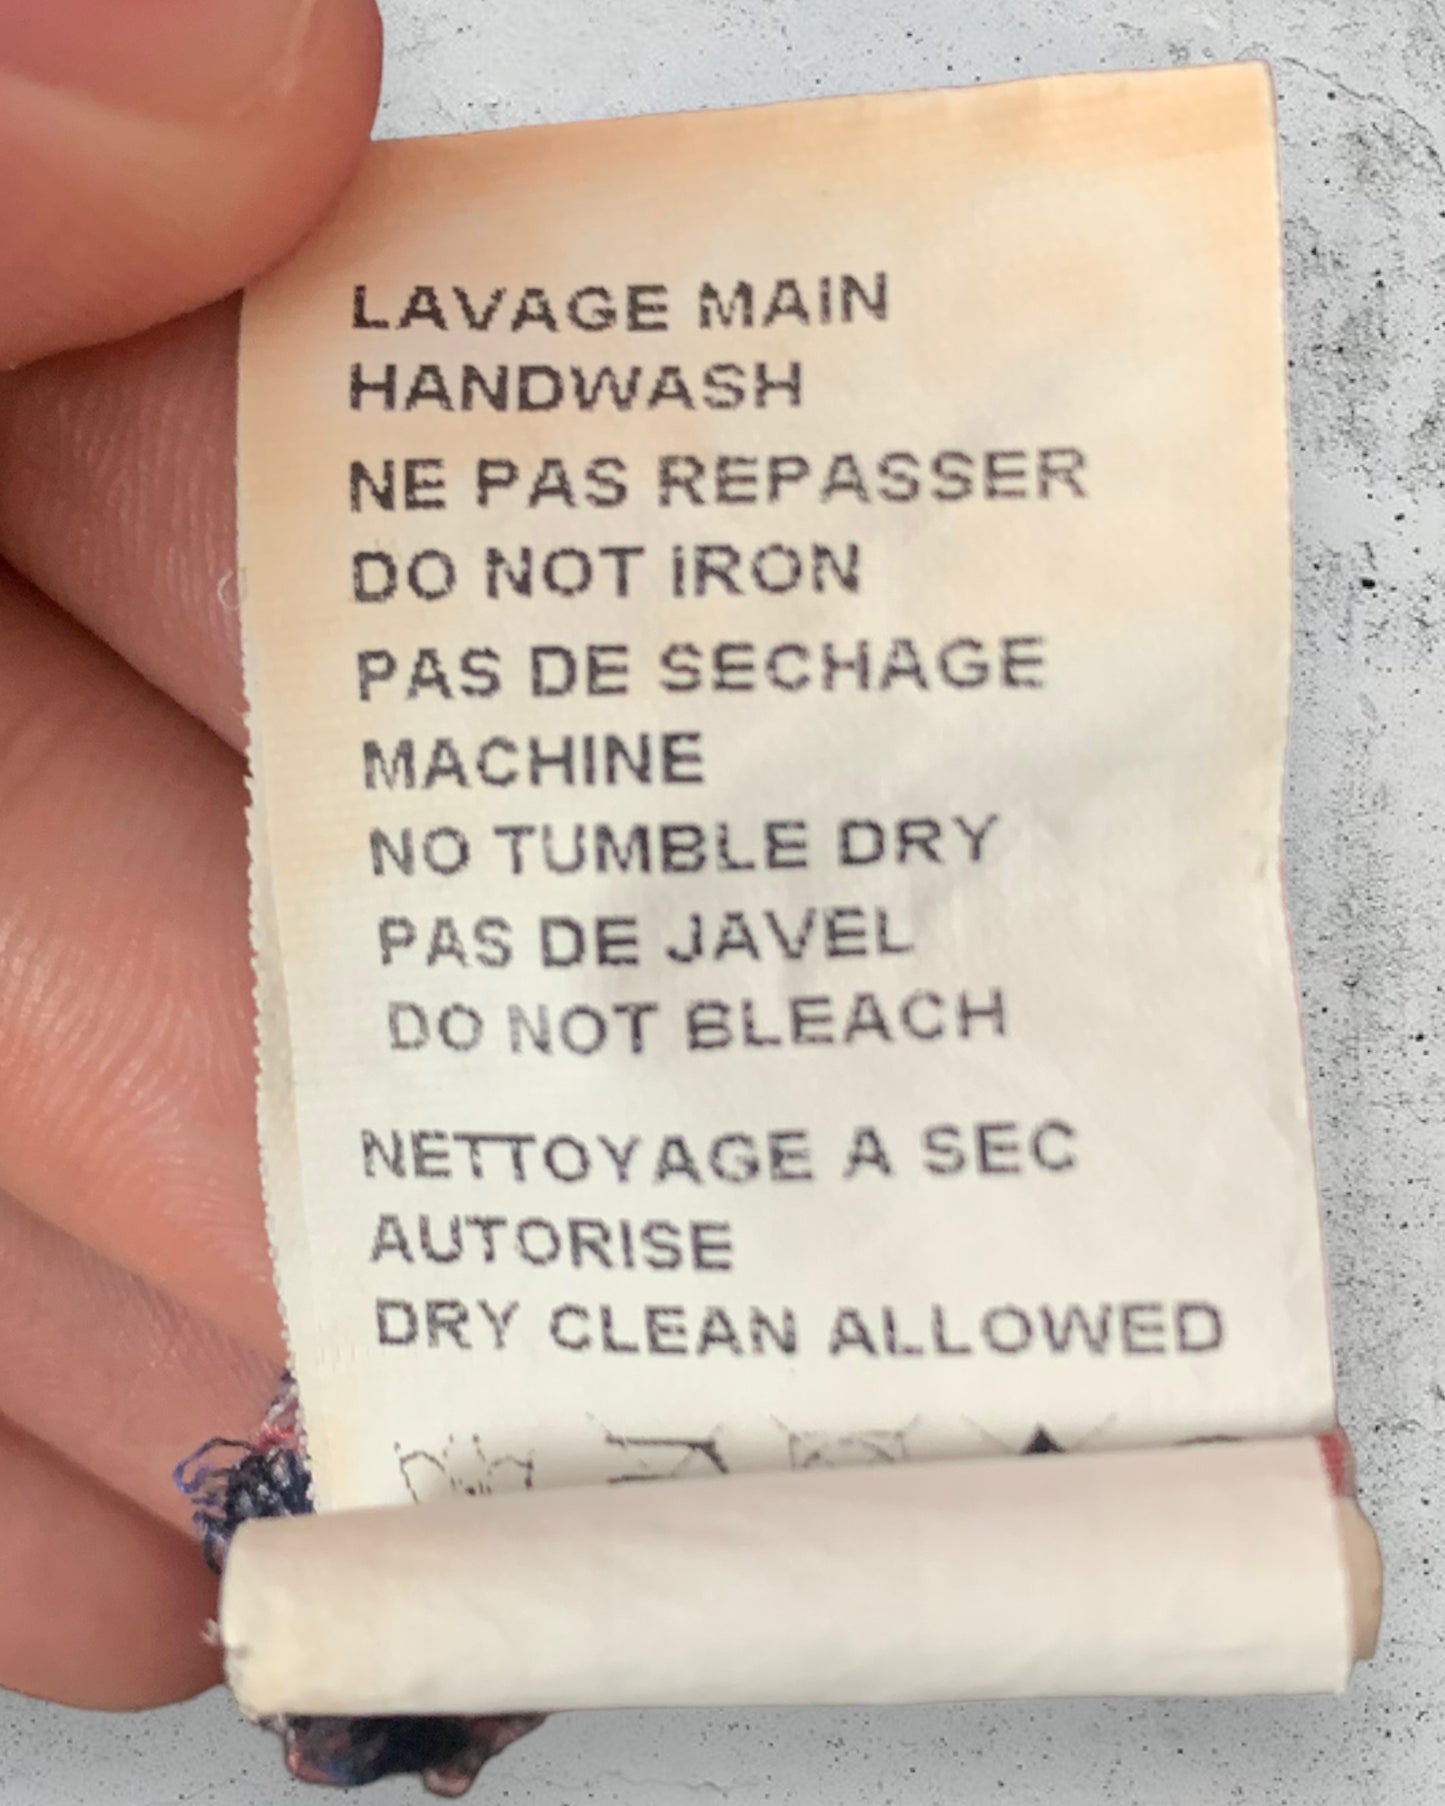 LAVAGE MAIN
HANDWASH
NE PAS REPASSER
DO NOT IRON
PAS DE SECHAGE
MACHINE
NO TUMBLE DRY
PAS DE JAVEL
DO NOT BLEACH
NETTOYAGE A SEC
AUTORISE
DRY CLEAN ALLOWED